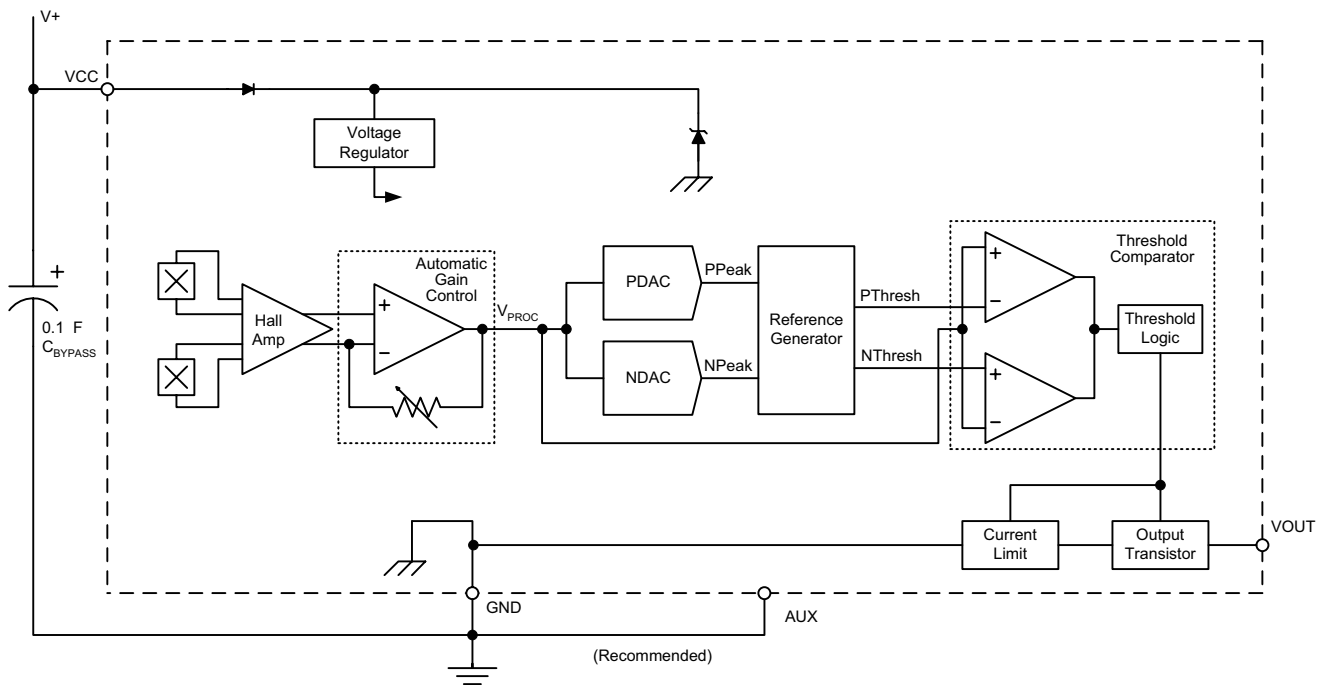 V+
VCC
Voltage
Regulator
+
0.1 F
C_BYPASS
Hall
Amp
Automatic
Gain
Control
+
−
V_PROC
PDAC
PPeak
NDAC
NPeak
Reference
Generator
PThresh
NThresh
Threshold
Comparator
+
−
+
−
Threshold
Logic
Current
Limit
Output
Transistor
VOUT
GND
AUX
(Recommended)